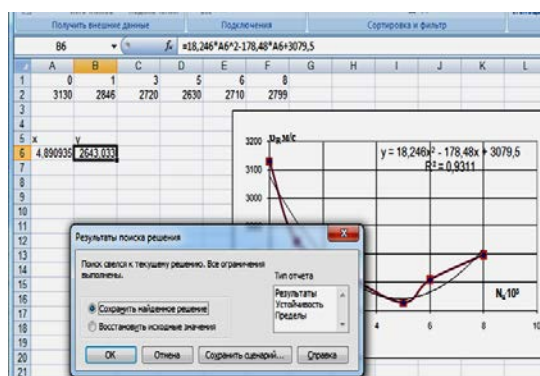 Получить внешние данные Подключения Сортировка и фильтр
B6 fx =18,246*A6^2-178,48*A6+3079,5
A B C D E F G H I J K L
1 0 1 3 5 6 8
2 3130 2846 2720 2630 2710 2799
3
4
5 x y
6 4,890935 2643,033
7
8
9
10
11
12
13
14
15
16
17
18
19
20
21
3200
y = 18,246x² - 178,48x + 3079,5
R² = 0,9311
3100
3000
2900
N,10⁵
4 6 8 10
Результаты поиска решения
Поиск свелся к текущему решению. Все ограничения
выполнены.
Тип отчета
Результаты
Устойчивость
Пределы
Сохранить найденное решение
Восстановить исходные значения
OK Отмена Сохранить сценарий... Справка